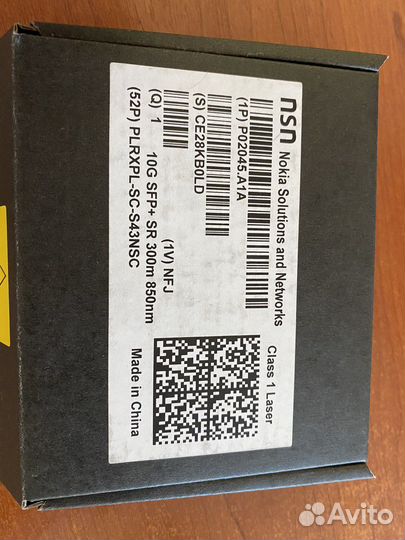 nsn Nokia Solutions and Networks
Class 1 Laser
(1P) P02045.A1A
(S) CE28KB0LD
(1V) NFJ
(Q) 1
10G SFP+ SR 300m 850nm
(52P) PLRXPL-SC-S43NSC
Made in China
Avito